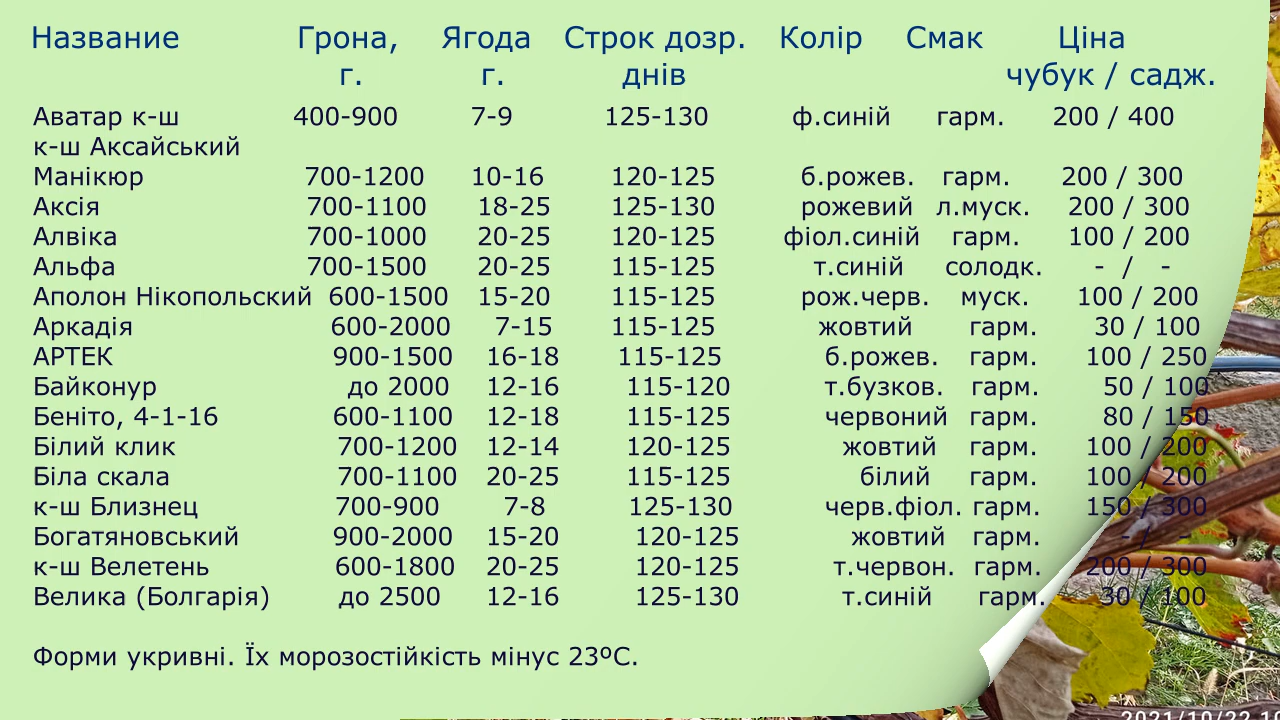 Название Грона, Ягода Строк дозр. Колір Смак Ціна
г. г. днів чубук / садж.
Аватар к-ш 400-900 7-9 125-130 ф.синій гарм. 200 / 400
к-ш Аксайський
Манікюр 700-1200 10-16 120-125 б.рожев. гарм. 200 / 300
Аксія 700-1100 18-25 125-130 рожевий л.муск. 200 / 300
Алвіка 700-1000 20-25 120-125 фіол.синій гарм. 100 / 200
Альфа 700-1500 20-25 115-125 т.синій солодк. - / -
Аполон Нікопольский 600-1500 15-20 115-125 рож.черв. муск. 100 / 200
Аркадія 600-2000 7-15 115-125 жовтий гарм. 30 / 100
АРТЕК 900-1500 16-18 115-125 б.рожев. гарм. 100 / 250
Байконур до 2000 12-16 115-120 т.бузков. гарм. 50 / 100
Беніто, 4-1-16 600-1100 12-18 115-125 червоний гарм. 80 / 150
Білий клик 700-1200 12-14 120-125 жовтий гарм. 100 / 200
Біла скала 700-1100 20-25 115-125 білий гарм. 100 / 200
к-ш Близнец 700-900 7-8 125-130 черв.фіол. гарм. 150 / 300
Богатяновський 900-2000 15-20 120-125 жовтий гарм. - / -
к-ш Велетень 600-1800 20-25 120-125 т.червон. гарм. 200 / 300
Велика (Болгарія) до 2500 12-16 125-130 т.синій гарм. 30 / 100
Форми укривні. Їх морозостійкість мінус 23ºС.